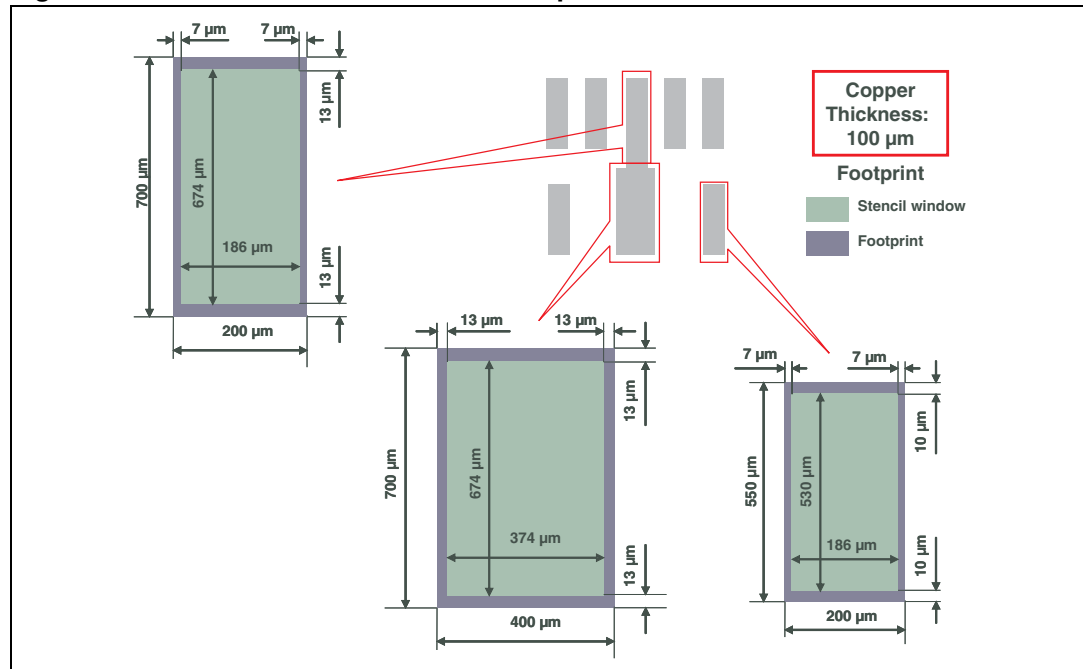 7 µm
7 µm
13 µm
700 µm
674 µm
186 µm
13 µm
200 µm
Copper
Thickness:
100 µm
Footprint
Stencil window
Footprint
13 µm
13 µm
13 µm
700 µm
674 µm
374 µm
13 µm
400 µm
7 µm
7 µm
10 µm
550 µm
530 µm
186 µm
10 µm
200 µm